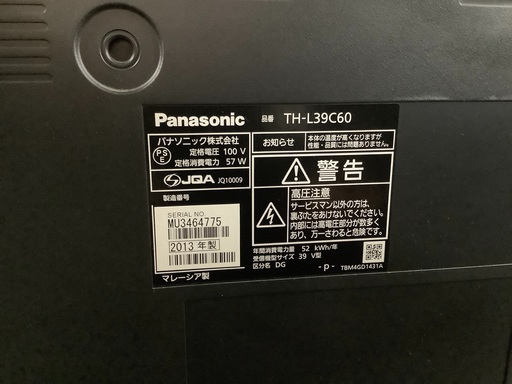 Panasonic 品番 TH-L39C60
パナソニック株式会社
PSE
定格電圧 100 V
定格消費電力 57 W
JQA JQ10009
製造番号
SERIAL NO.
MU3464775
2013 年製
マレーシア製
お知らせ
本体の温度が高くなりますが、性能・品質には問題ありません。
警告
高圧注意
サービスマン以外の方は、
裏ぶたをあけないでください。
内部には高電圧部分が数多く
あり、万一さわると危険です。
年間消費電力量 52 kWh/年
受信機型サイズ 39 V型
区分名 DG
- p -
TBM4GD1431A